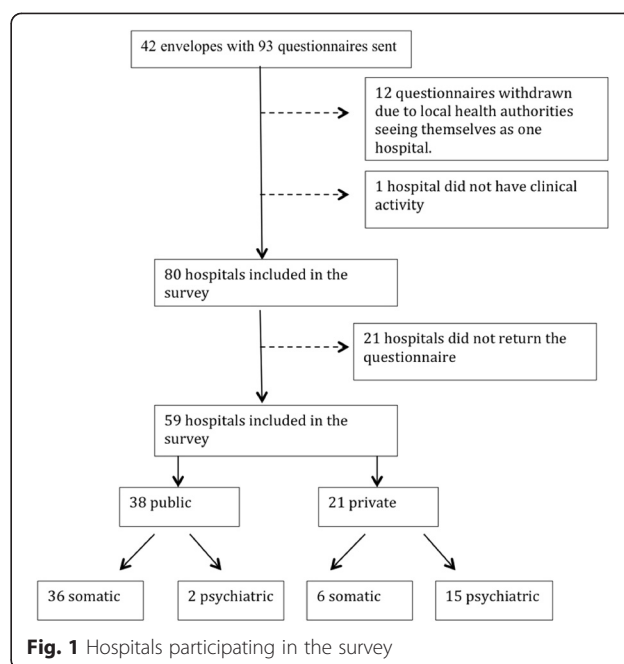 42 envelopes with 93 questionnaires sent
12 questionnaires withdrawn
due to local health authorities
seeing themselves as one
hospital.
1 hospital did not have clinical
activity
80 hospitals included in the
survey
21 hospitals did not return the
questionnaire
59 hospitals included in the
survey
38 public
21 private
36 somatic
2 psychiatric
6 somatic
15 psychiatric
Fig. 1 Hospitals participating in the survey